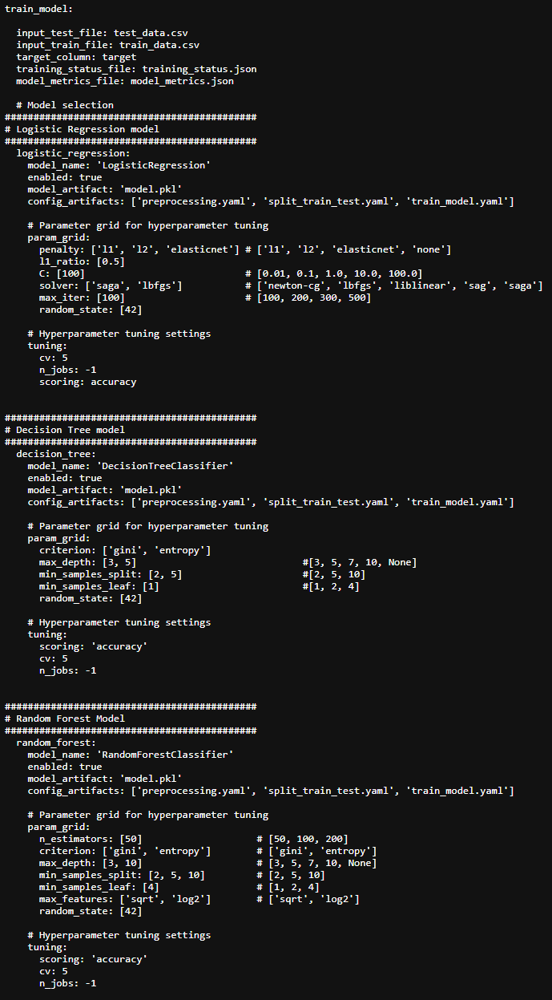 train_model:
input_test_file: test_data.csv
input_train_file: train_data.csv
target_column: target
training_status_file: training_status.json
model_metrics_file: model_metrics.json
# Model selection
############################################
# Logistic Regression model
############################################
logistic_regression:
model_name: 'LogisticRegression'
enabled: true
model_artifact: 'model.pkl'
config_artifacts: ['preprocessing.yaml', 'split_train_test.yaml', 'train_model.yaml']
# Parameter grid for hyperparameter tuning
param_grid:
penalty: ['l1', 'l2', 'elasticnet'] # ['l1', 'l2', 'elasticnet', 'none']
l1_ratio: [0.5]
C: [100] # [0.01, 0.1, 1.0, 10.0, 100.0]
solver: ['saga', 'lbfgs'] # ['newton-cg', 'lbfgs', 'liblinear', 'sag', 'saga']
max_iter: [100] # [100, 200, 300, 500]
random_state: [42]
# Hyperparameter tuning settings
tuning:
cv: 5
n_jobs: -1
scoring: accuracy
############################################
# Decision Tree model
############################################
decision_tree:
model_name: 'DecisionTreeClassifier'
enabled: true
model_artifact: 'model.pkl'
config_artifacts: ['preprocessing.yaml', 'split_train_test.yaml', 'train_model.yaml']
# Parameter grid for hyperparameter tuning
param_grid:
criterion: ['gini', 'entropy']
max_depth: [3, 5] #[3, 5, 7, 10, None]
min_samples_split: [2, 5] #[2, 5, 10]
min_samples_leaf: [1] #[1, 2, 4]
random_state: [42]
# Hyperparameter tuning settings
tuning:
scoring: 'accuracy'
cv: 5
n_jobs: -1
############################################
# Random Forest Model
############################################
random_forest:
model_name: 'RandomForestClassifier'
enabled: true
model_artifact: 'model.pkl'
config_artifacts: ['preprocessing.yaml', 'split_train_test.yaml', 'train_model.yaml']
# Parameter grid for hyperparameter tuning
param_grid:
n_estimators: [50] # [50, 100, 200]
criterion: ['gini', 'entropy'] # ['gini', 'entropy']
max_depth: [3, 10] # [3, 5, 7, 10, None]
min_samples_split: [2, 5, 10] # [2, 5, 10]
min_samples_leaf: [4] # [1, 2, 4]
max_features: ['sqrt', 'log2'] # ['sqrt', 'log2']
random_state: [42]
# Hyperparameter tuning settings
tuning:
scoring: 'accuracy'
cv: 5
n_jobs: -1